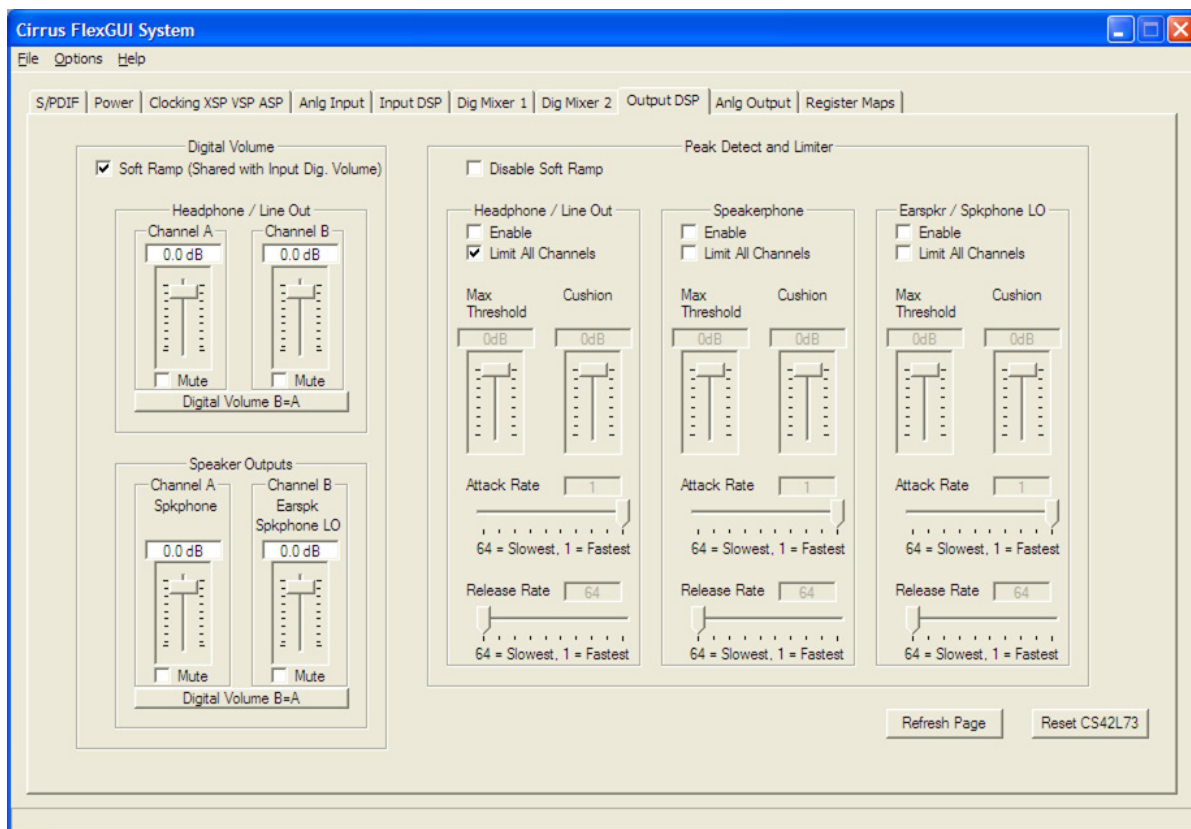 Cirrus FlexGUI System
File Options Help
S/PDIF Power Clocking XSP VSP ASP Anlg Input Input DSP Dig Mixer 1 Dig Mixer 2 Output DSP Anlg Output Register Maps
Digital Volume
Soft Ramp (Shared with Input Dig. Volume)
Headphone / Line Out
Channel A Channel B
0.0 dB 0.0 dB
Mute Mute
Digital Volume B=A
Speaker Outputs
Channel A Channel B
Spkphone Earspk
Spkphone LO
0.0 dB 0.0 dB
Mute Mute
Digital Volume B=A
Peak Detect and Limiter
Disable Soft Ramp
Headphone / Line Out
Enable
Limit All Channels
Max Cushion
Threshold
0dB 0dB
Attack Rate 1
64 = Slowest, 1 = Fastest
Release Rate 64
64 = Slowest, 1 = Fastest
Speakerphone
Enable
Limit All Channels
Max Cushion
Threshold
0dB 0dB
Attack Rate 1
64 = Slowest, 1 = Fastest
Release Rate 64
64 = Slowest, 1 = Fastest
Earspkr / Spkphone LO
Enable
Limit All Channels
Max Cushion
Threshold
0dB 0dB
Attack Rate 1
64 = Slowest, 1 = Fastest
Release Rate 64
64 = Slowest, 1 = Fastest
Refresh Page Reset CS42L73